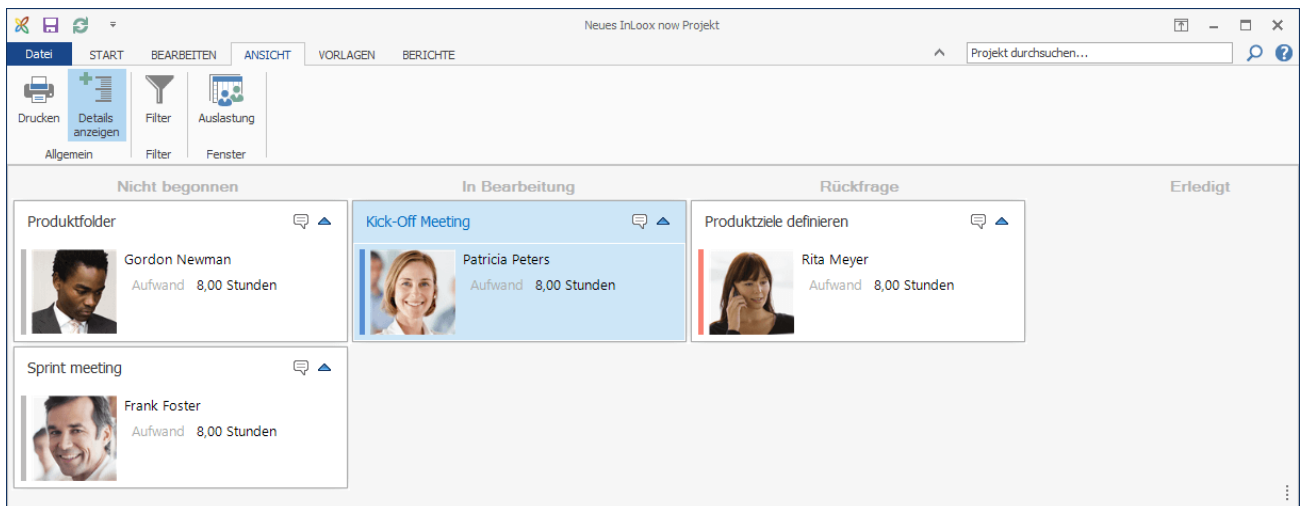 Neues InLoox now Projekt
Datei START BEARBEITEN ANSICHT VORLAGEN BERICHTE Projekt durchsuchen...
Drucken Details anzeigen Filter Auslastung
Allgemein Filter Fenster
Nicht begonnen In Bearbeitung Rückfrage Erledigt
Produktfolder Kick-Off Meeting Produktziele definieren
Gordon Newman Patricia Peters Rita Meyer
Aufwand 8,00 Stunden Aufwand 8,00 Stunden Aufwand 8,00 Stunden
Sprint meeting
Frank Foster
Aufwand 8,00 Stunden